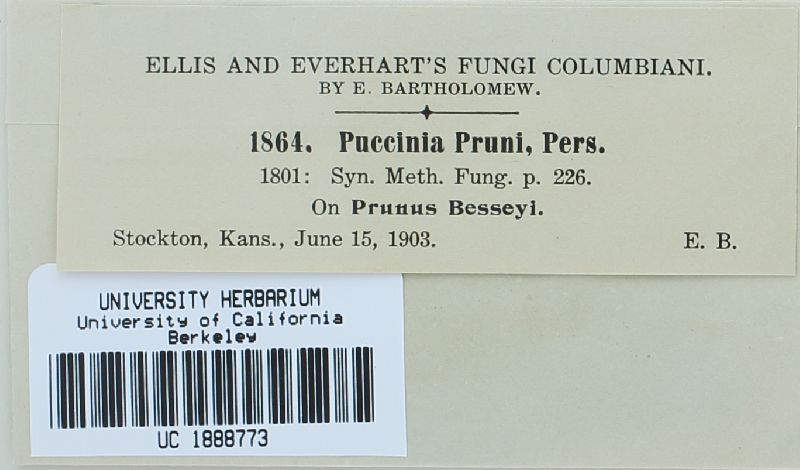 ELLIS AND EVERHART'S FUNGI COLUMBIANI.
BY E. BARTHOLOMEW.
1864. Puccinia Pruni, Pers.
1801: Syn. Meth. Fung. p. 226.
On Prunus Besseyi.
Stockton, Kans., June 15, 1903. E. B.
UNIVERSITY HERBARIUM
University of California
Berkeley
UC 1888773